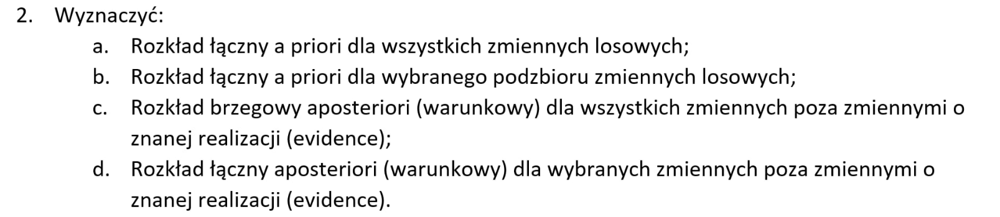 2. Wyznaczyć:
a. Rozkład łączny a priori dla wszystkich zmiennych losowych;
b. Rozkład łączny a priori dla wybranego podzbioru zmiennych losowych;
c. Rozkład brzegowy aposteriori (warunkowy) dla wszystkich zmiennych poza zmiennymi o
znanej realizacji (evidence);
d. Rozkład łączny aposteriori (warunkowy) dla wybranych zmiennych poza zmiennymi o
znanej realizacji (evidence).